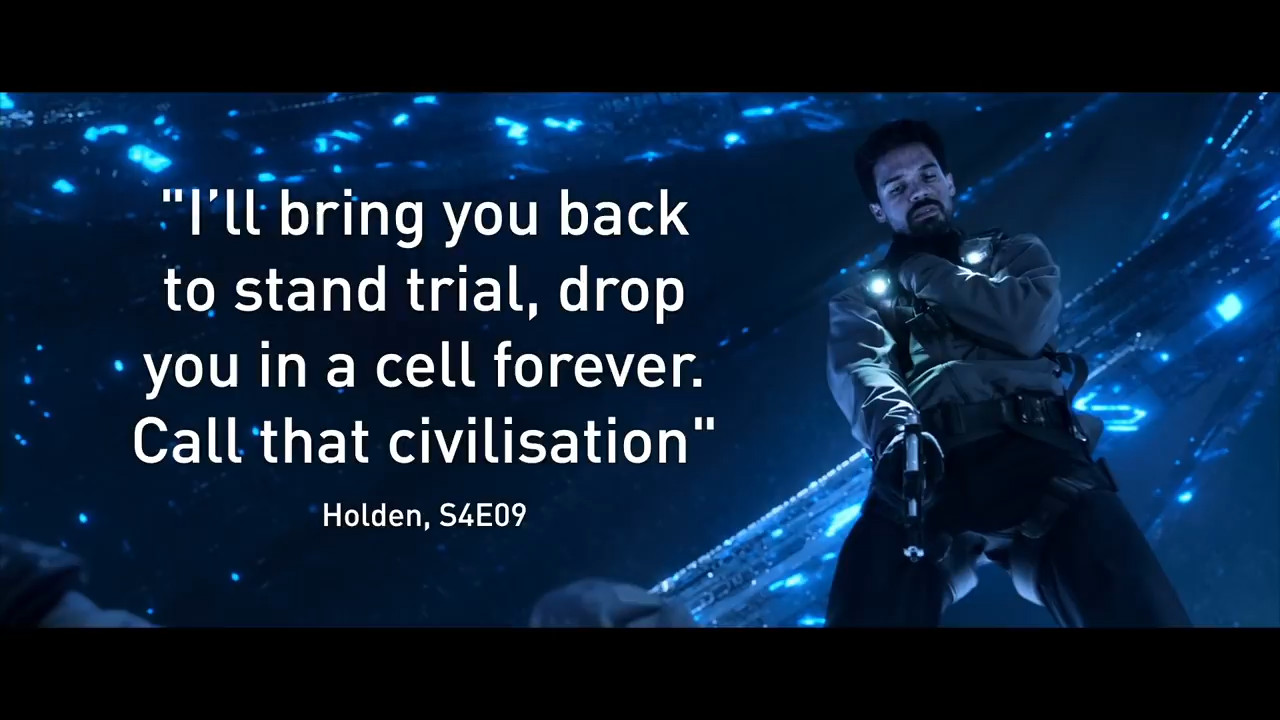 "I’ll bring you back
to stand trial, drop
you in a cell forever.
Call that civilisation"
Holden, S4E09